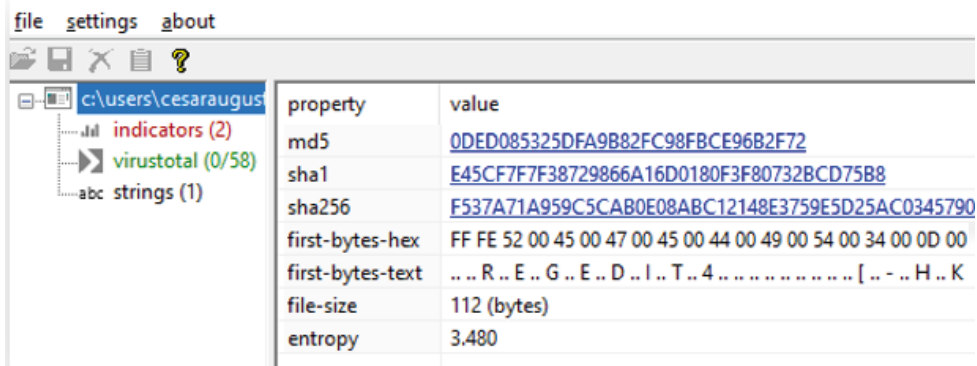 file settings about
c:\users\cesaraugust
indicators (2)
virustotal (0/58)
abc strings (1)
property value
md5 0DED085325DFA9B82FC98FBCE96B2F72
sha1 E45CF7F7F38729866A16D0180F3F80732BCD75B8
sha256 F537A71A959C5CAB0E08ABC12148E3759E5D25AC0345790
first-bytes-hex FF FE 52 00 45 00 47 00 45 00 44 00 49 00 54 00 34 00 0D 00
first-bytes-text .. .. R .. E .. G .. E .. D .. I .. T .. 4 .. .. .. .. .. .. .. .. .. .. [ .. - .. H .. K
file-size 112 (bytes)
entropy 3.480